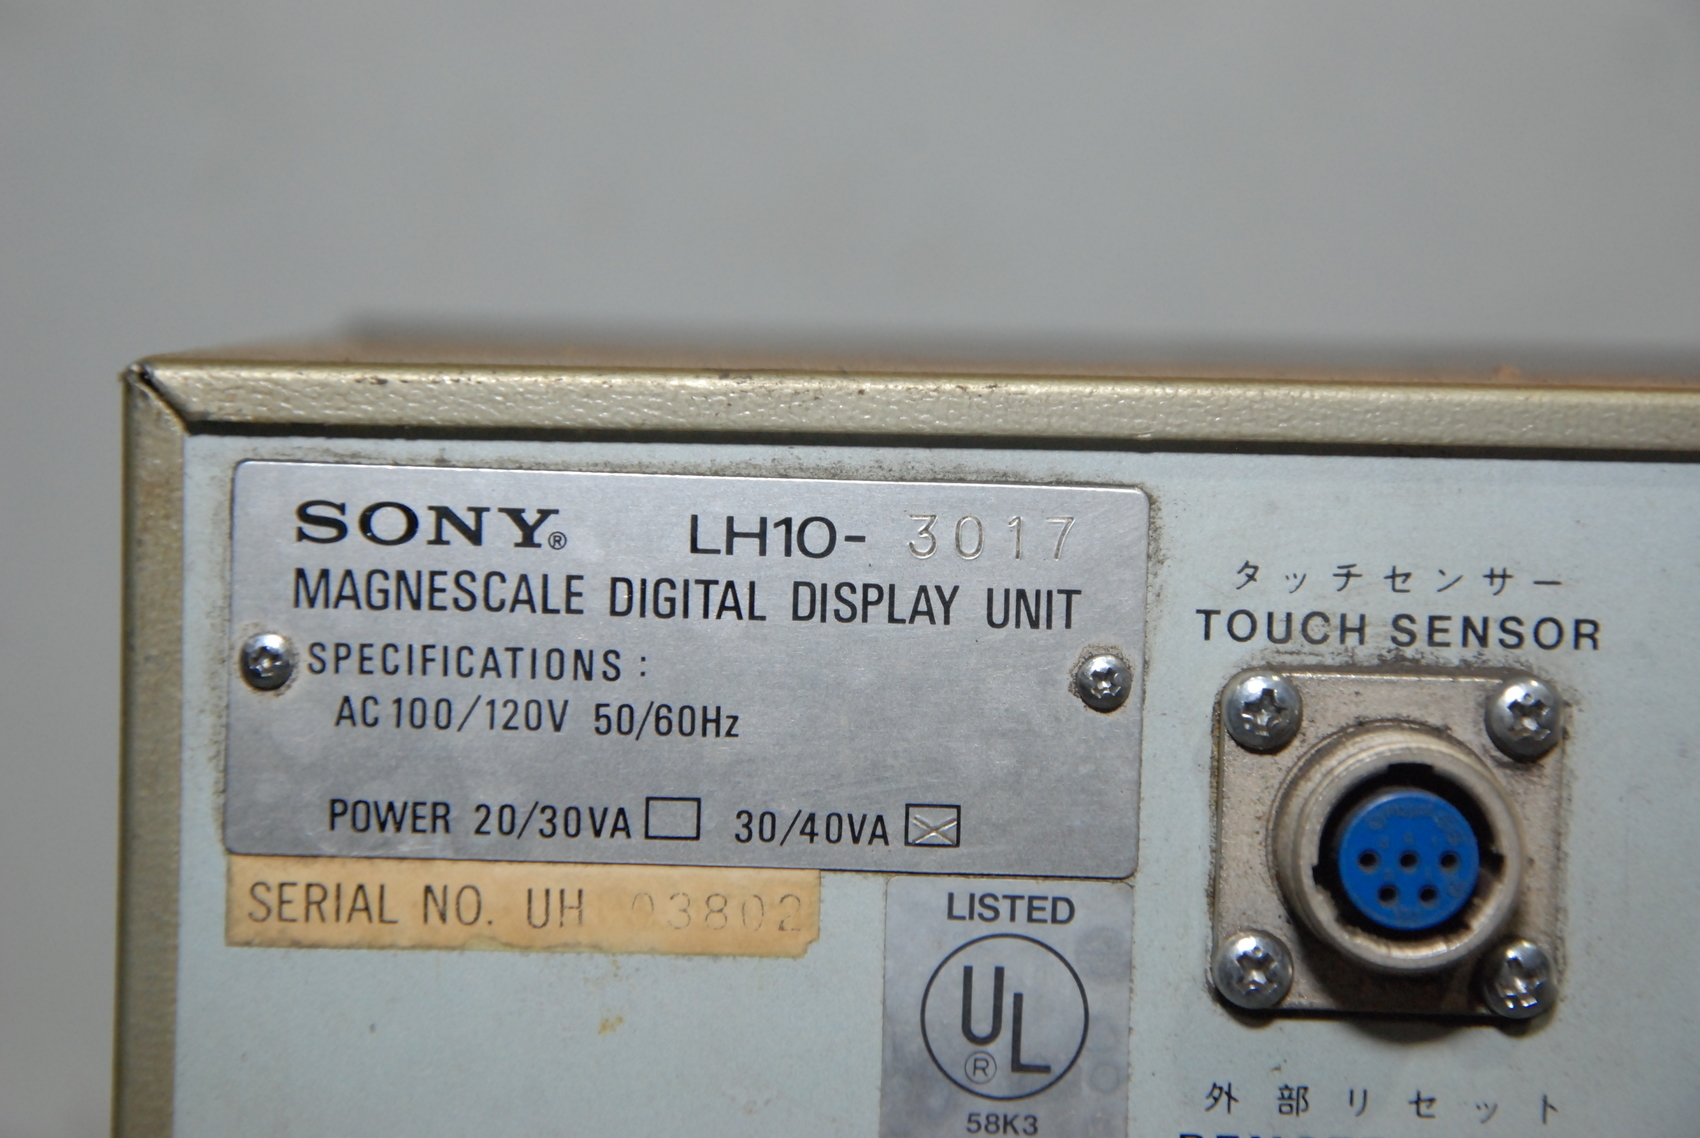 SONY® LH10- 3017
MAGNESCALE DIGITAL DISPLAY UNIT
SPECIFICATIONS :
AC 100/120V 50/60Hz
POWER 20/30VA 30/40VA
SERIAL NO. UH 03802
LISTED
UL
®
58K3
タッチセンサー
TOUCH SENSOR
外部リセット